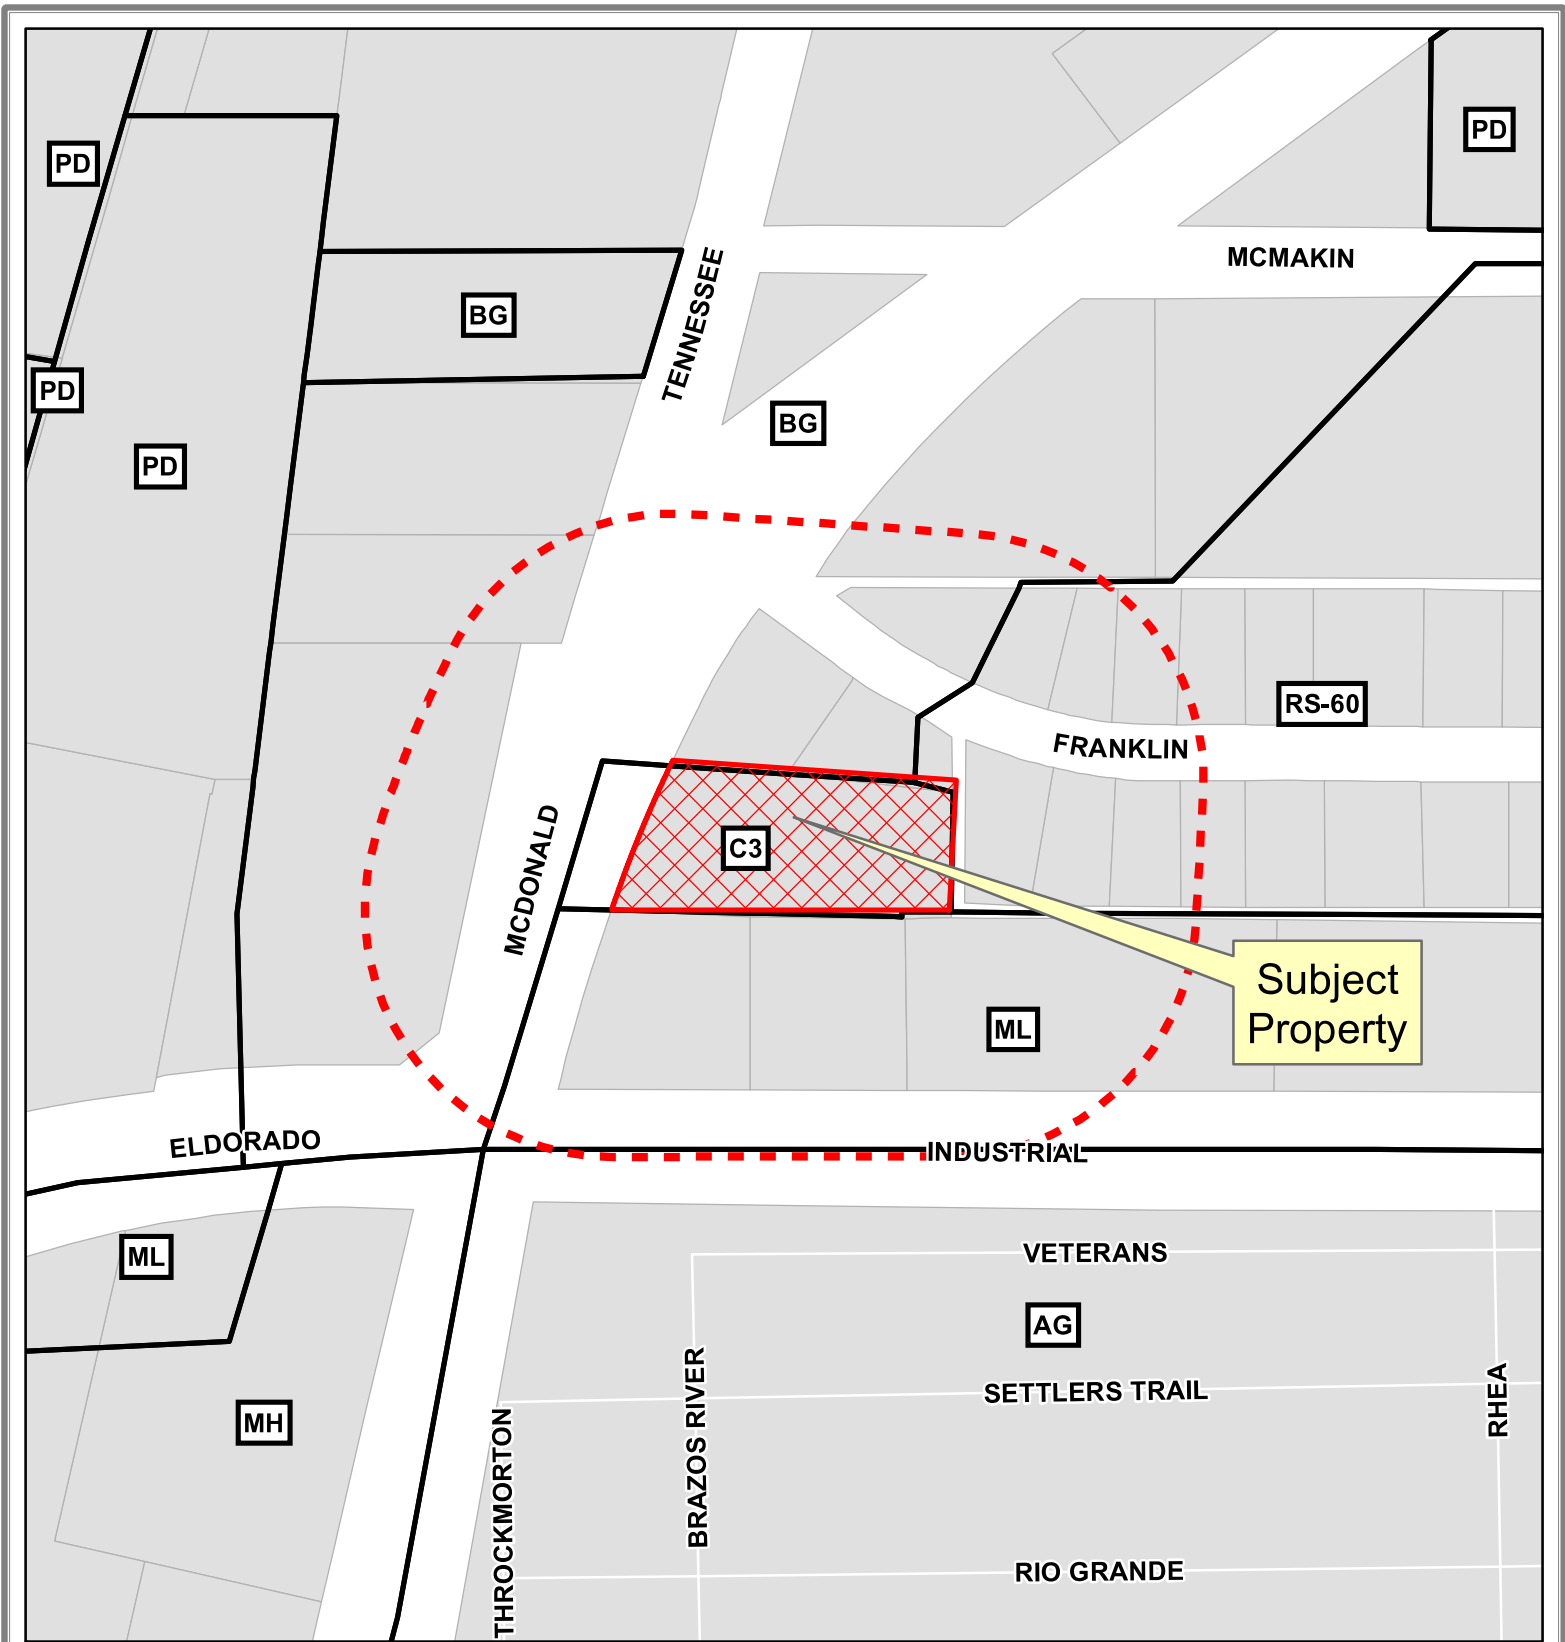 PD
PD
MCMAKIN
TENNESSEE
BG
PD
BG
PD
RS-60
FRANKLIN
MCDONALD
C3
Subject
Property
ML
ELDORADO
INDUSTRIAL
ML
VETERANS
AG
SETTLERS TRAIL
BRAZOS RIVER
RHEA
MH
THROCKMORTON
RIO GRANDE